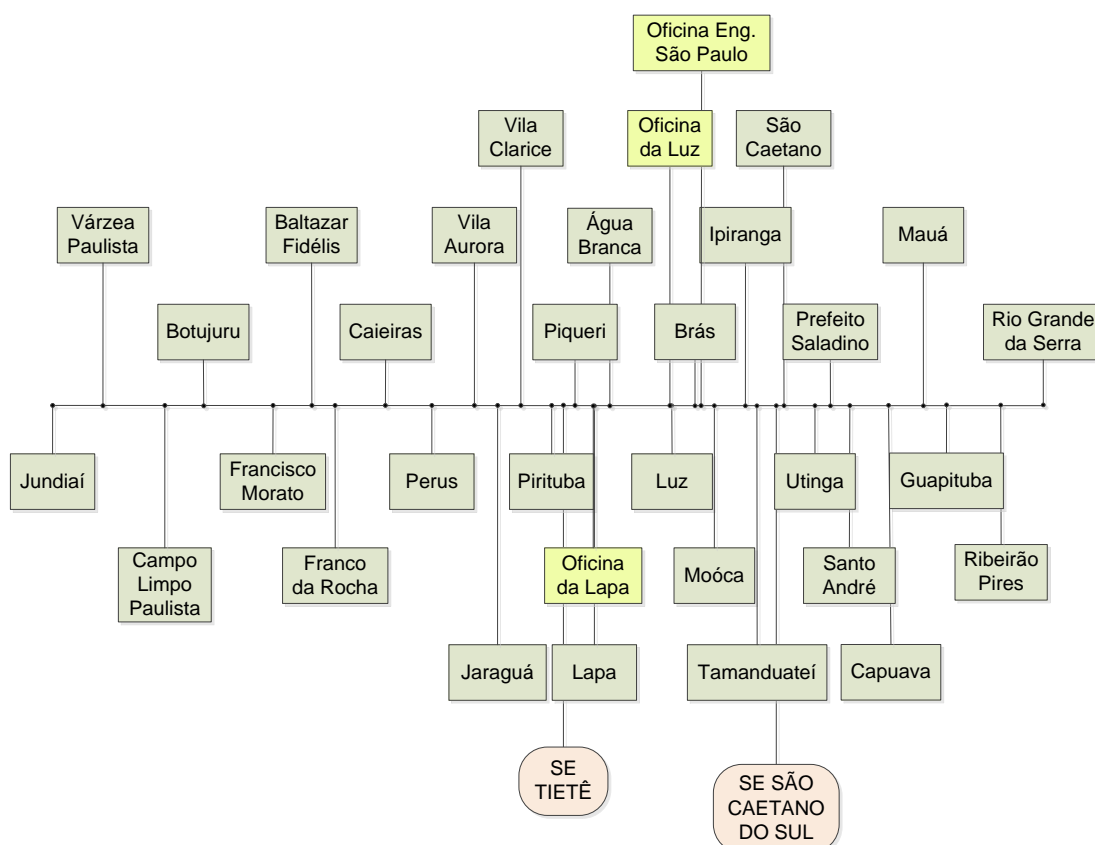 Oficina Eng.
São Paulo
Vila
Clarice
Oficina
da Luz
São
Caetano
Várzea
Paulista
Baltazar
Fidélis
Vila
Aurora
Água
Branca
Ipiranga
Mauá
Botujuru
Caieiras
Piqueri
Brás
Prefeito
Saladino
Rio Grande
da Serra
Jundiaí
Francisco
Morato
Perus
Pirituba
Luz
Utinga
Guapituba
Campo
Limpo
Paulista
Franco
da Rocha
Oficina
da Lapa
Moóca
Santo
André
Ribeirão
Pires
Jaraguá
Lapa
Tamanduateí
Capuava
SE
TIETÊ
SE SÃO
CAETANO
DO SUL